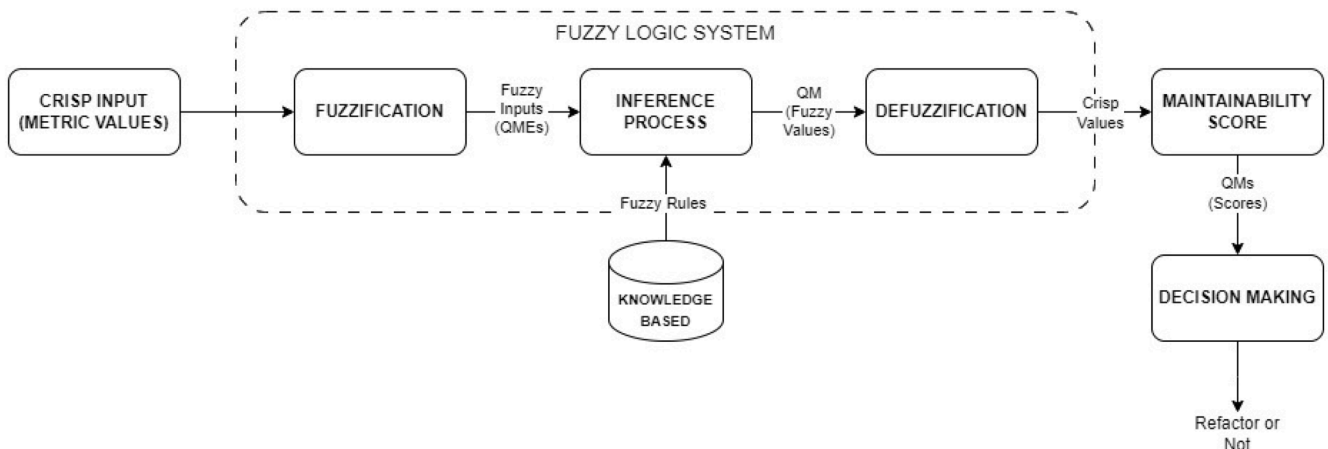 FUZZY LOGIC SYSTEM
CRISP INPUT
(METRIC VALUES)
FUZZIFICATION
Fuzzy
Inputs
(QMEs)
INFERENCE
PROCESS
QM
(Fuzzy
Values)
DEFUZZIFICATION
Crisp
Values
MAINTAINABILITY
SCORE
Fuzzy Rules
KNOWLEDGE
BASED
QMs
(Scores)
DECISION MAKING
Refactor or
Not